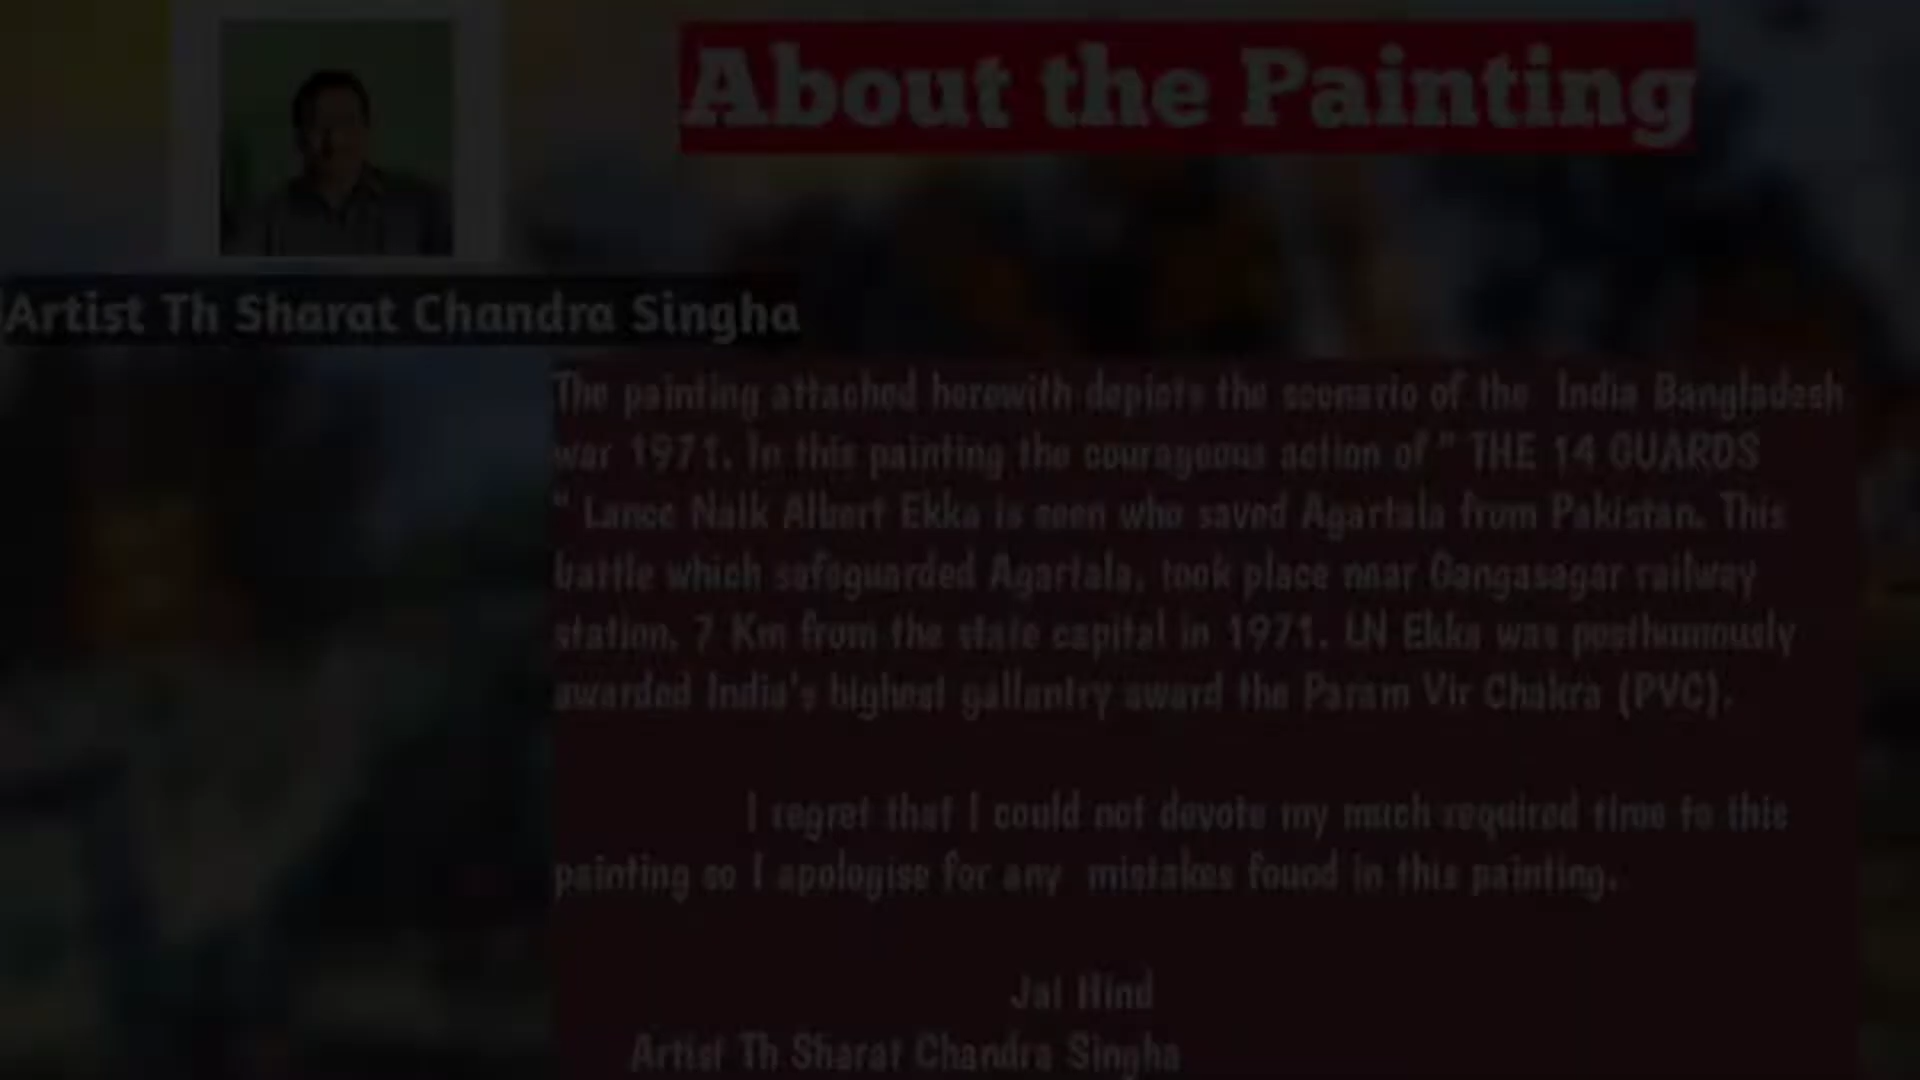 About the Painting
Artist Th Sharat Chandra Singha
The painting attached herewith depicts the scenario of the India Bangladesh
war 1971. In this painting the courageous action of " THE 14 GUARDS
" Lance Naik Albert Ekka is seen who saved Agartala from Pakistan. This
battle which safeguarded Agartala, took place near Gangasagar railway
station, 7 Km from the state capital in 1971. LN Ekka was posthumously
awarded India's highest gallantry award the Param Vir Chakra (PVC).
I regret that I could not devote my much required time to this
painting so I apologise for any mistakes found in this painting.
Jai Hind
Artist Th Sharat Chandra Singha